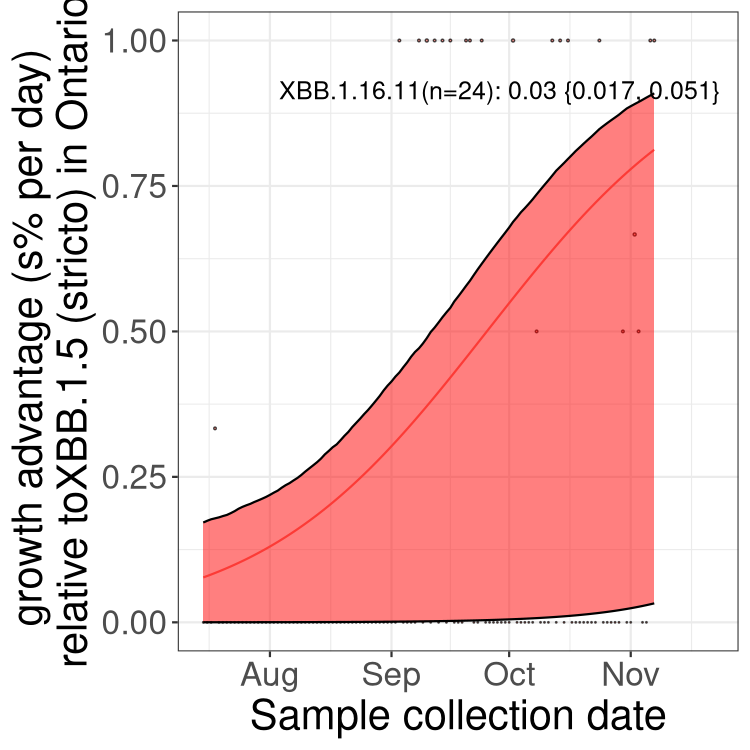 growth advantage (s% per day)
relative toXBB.1.5 (stricto) in Ontario
1.00
0.75
0.50
0.25
0.00
XBB.1.16.11(n=24): 0.03 {0.017, 0.051}
Aug Sep Oct Nov
Sample collection date